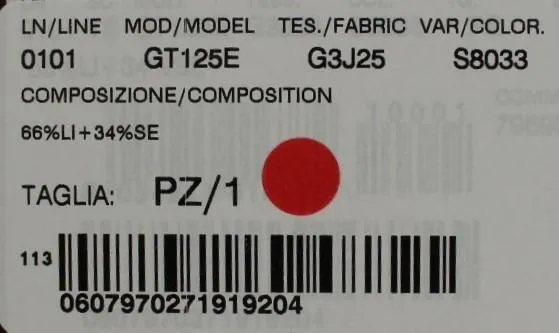 LN/LINE MOD/MODEL TES./FABRIC VAR/COLOR.
0101 GT125E G3J25 S8033
COMPOSIZIONE/COMPOSITION
66%LI+34%SE
TAGLIA: PZ/1
113
0607970271919204